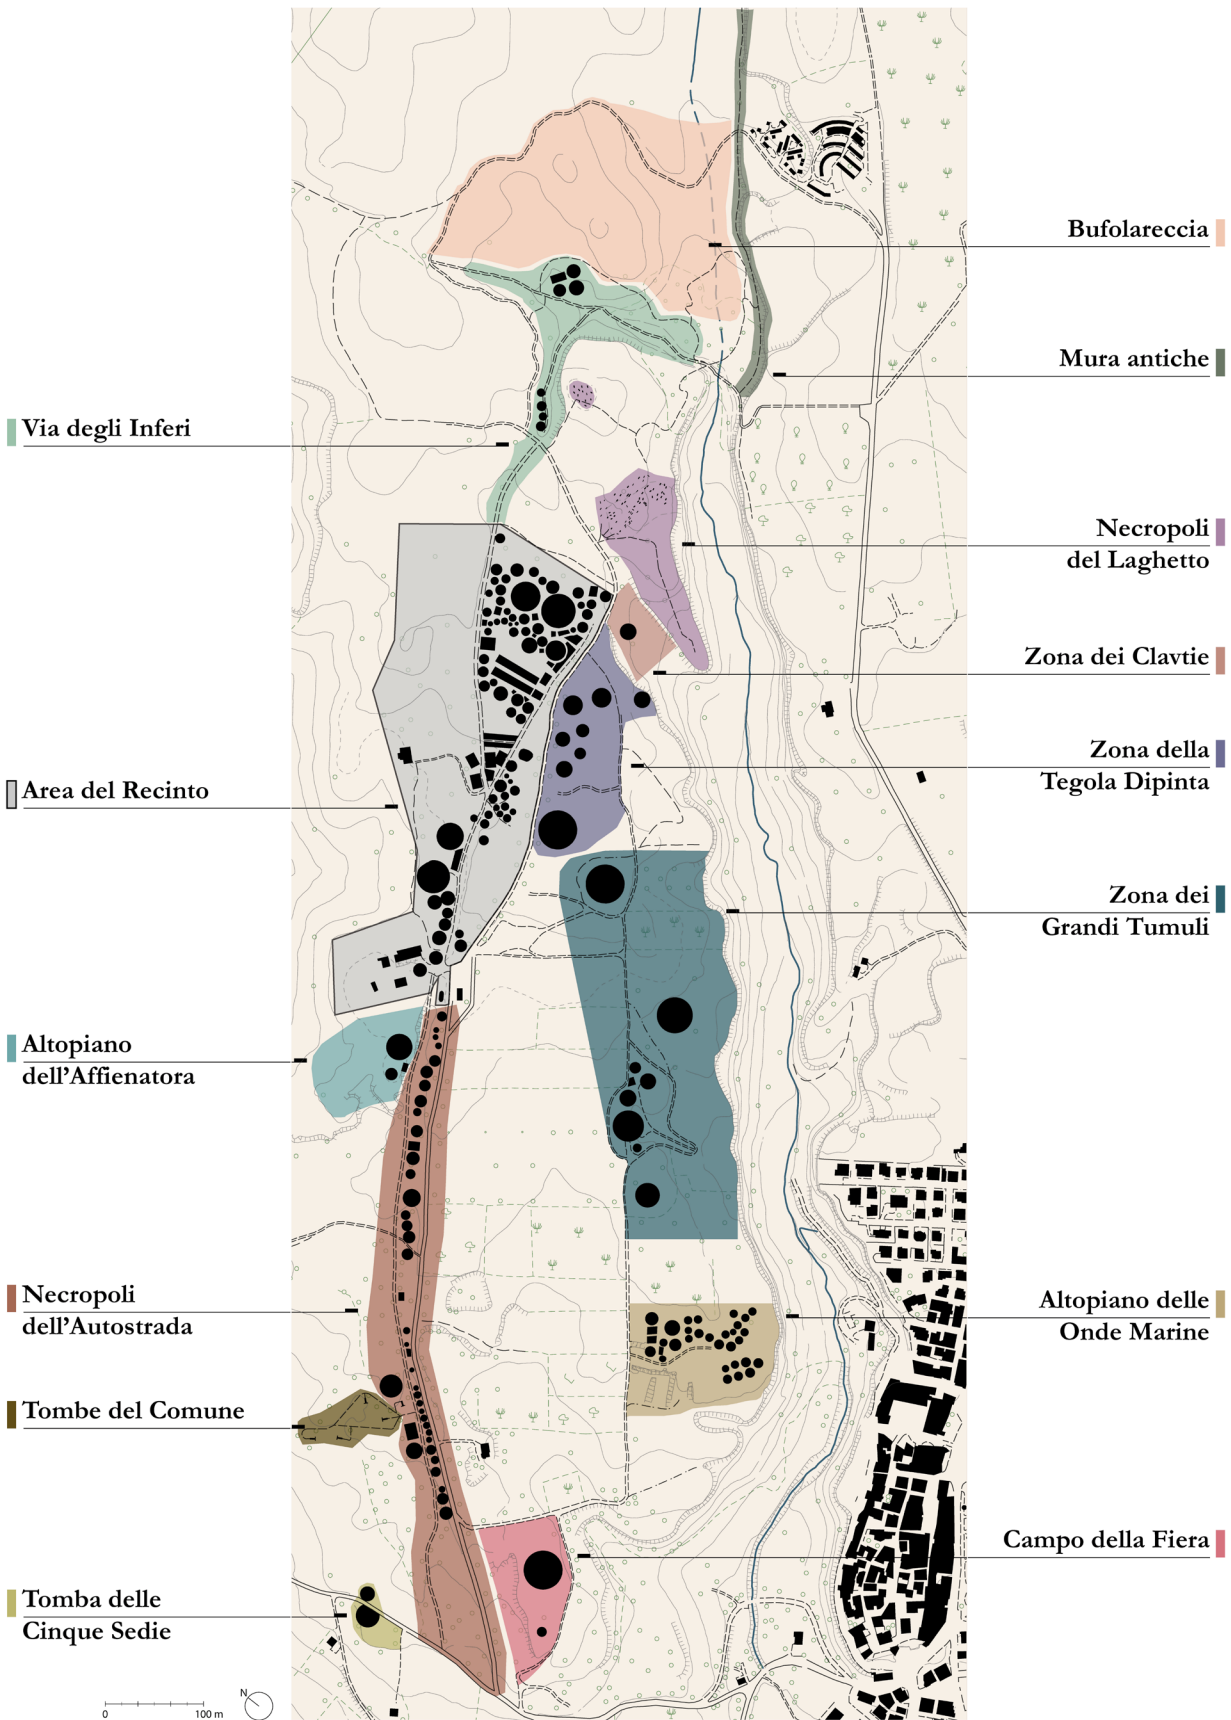 Bufolareccia
Mura antiche
Via degli Inferi
Necropoli
del Laghetto
Zona dei Clavtie
Zona della
Tegola Dipinta
Area del Recinto
Zona dei
Grandi Tumuli
Altopiano
dell'Affienatora
Necropoli
dell'Autostrada
Altopiano delle
Onde Marine
Tombe del Comune
Campo della Fiera
Tomba delle
Cinque Sedie
N
0 100 m